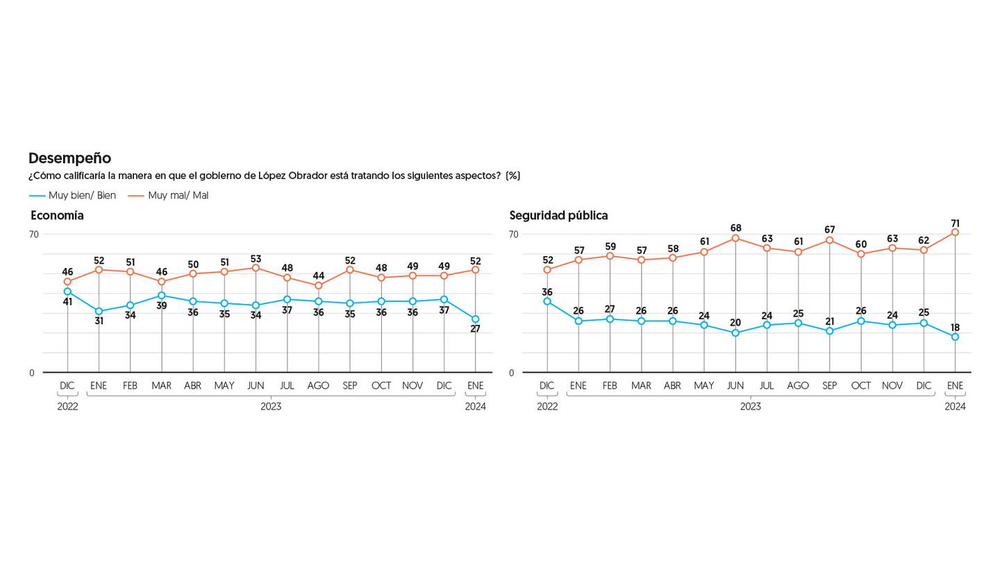 Desempeño
¿Cómo calificaría la manera en que el gobierno de López Obrador está tratando los siguientes aspectos? (%)
Muy bien/ Bien Muy mal/ Mal
Economía
70
46 52 51 46 50 51 53 48 44 52 48 49 49 52
41 31 34 39 36 35 34 37 36 35 36 36 37 27
0
DIC ENE FEB MAR ABR MAY JUN JUL AGO SEP OCT NOV DIC ENE
2022 2023 2024
Seguridad pública
70
52 57 59 57 58 61 68 63 61 67 60 63 62 71
36 26 27 26 26 24 20 24 25 21 26 24 25 18
0
DIC ENE FEB MAR ABR MAY JUN JUL AGO SEP OCT NOV DIC ENE
2022 2023 2024